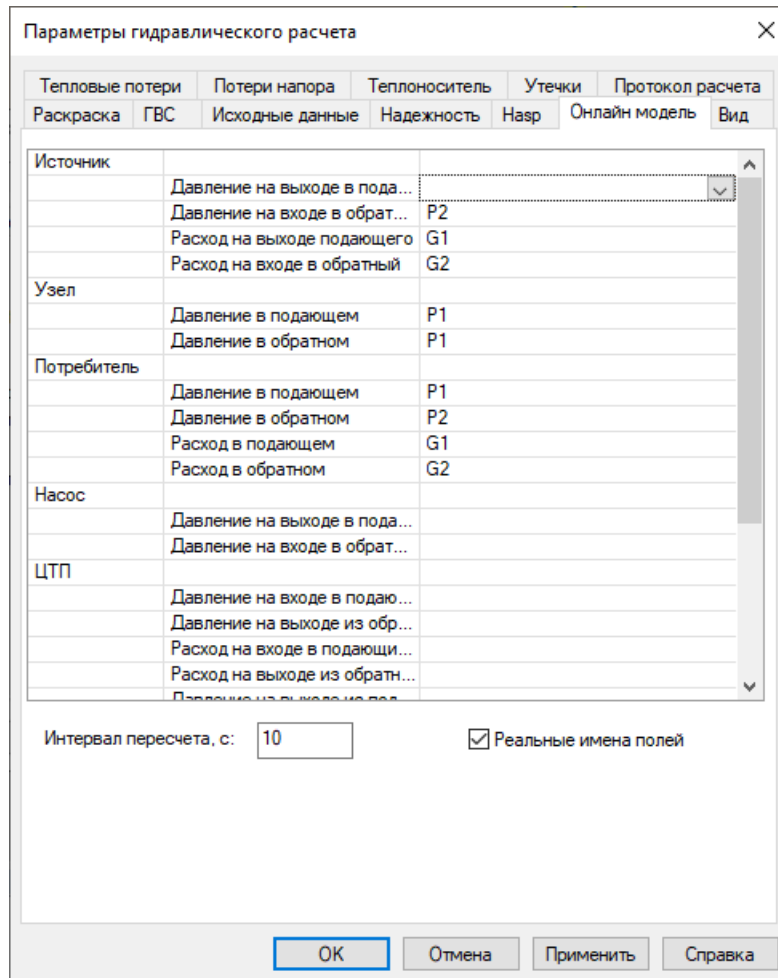 Параметры гидравлического расчета
Тепловые потери Потери напора Теплоноситель Утечки Протокол расчета
Раскраска ГВС Исходные данные Надежность Hasp Онлайн модель Вид
Источник
Давление на выходе в пода...
Давление на входе в обрат... P2
Расход на выходе подающего G1
Расход на входе в обратный G2
Узел
Давление в подающем P1
Давление в обратном P1
Потребитель
Давление в подающем P1
Давление в обратном P2
Расход в подающем G1
Расход в обратном G2
Насос
Давление на выходе в пода...
Давление на входе в обрат...
ЦТП
Давление на входе в подаю...
Давление на выходе из обр...
Расход на входе в подающи...
Расход на выходе из обратн...
Давление на выходе из под...
Интервал пересчета, с: 10 Реальные имена полей
OK Отмена Применить Справка